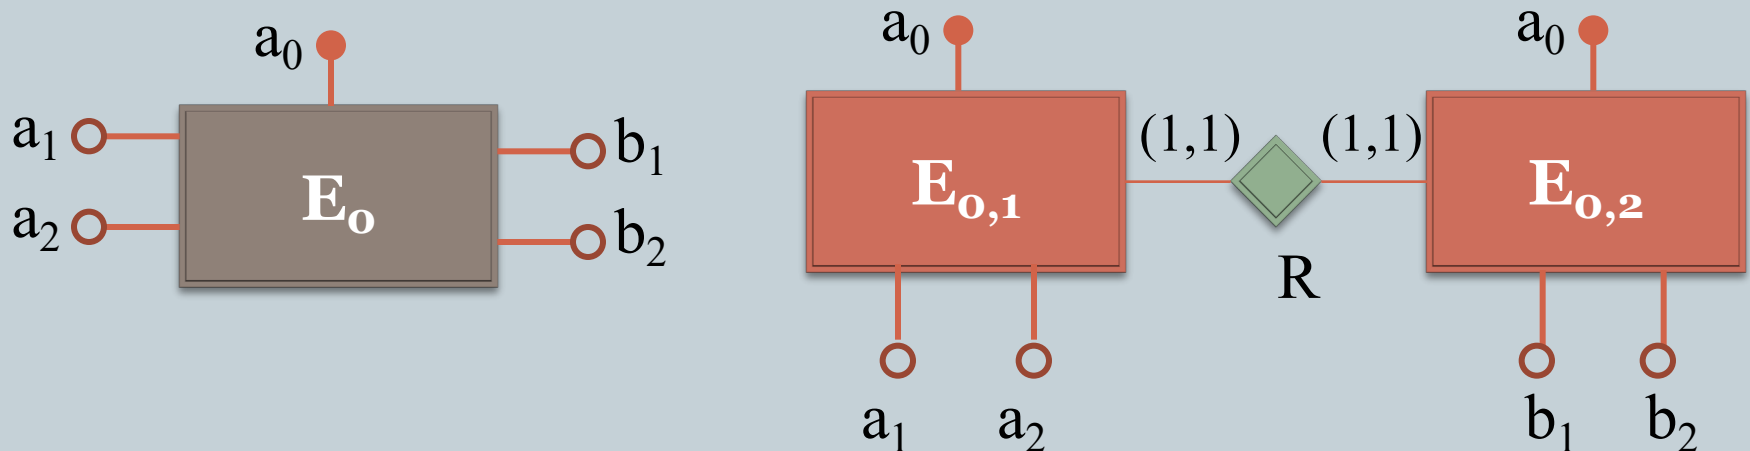 a₀
a₁
a₂
E₀
b₁
b₂
a₀
E₀,₁
a₁
a₂
(1,1)
R
(1,1)
a₀
E₀,₂
b₁
b₂